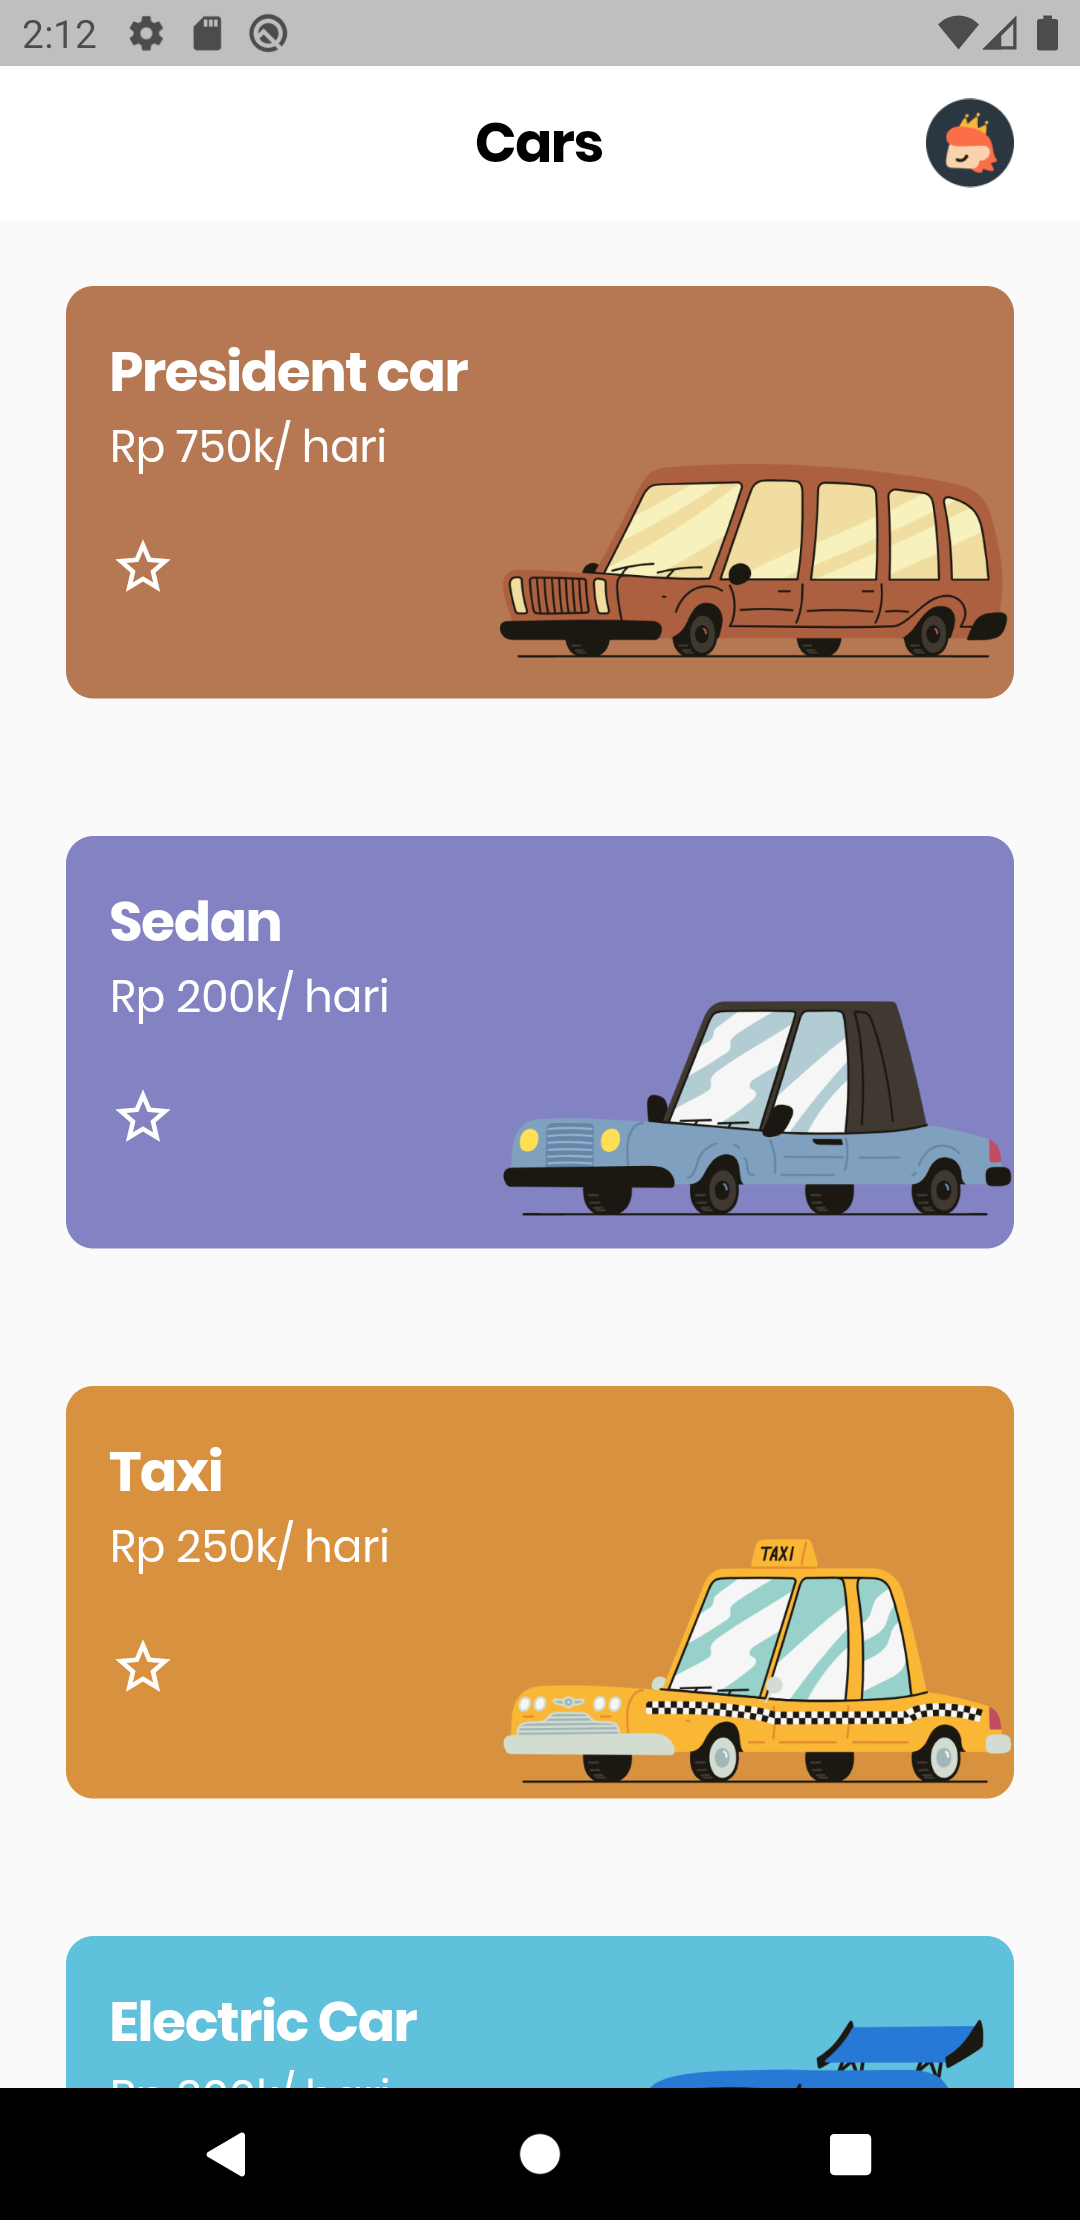 2:12
Cars
President car
Rp 750k/ hari
Sedan
Rp 200k/ hari
Taxi
Rp 250k/ hari
TAXI
Electric Car